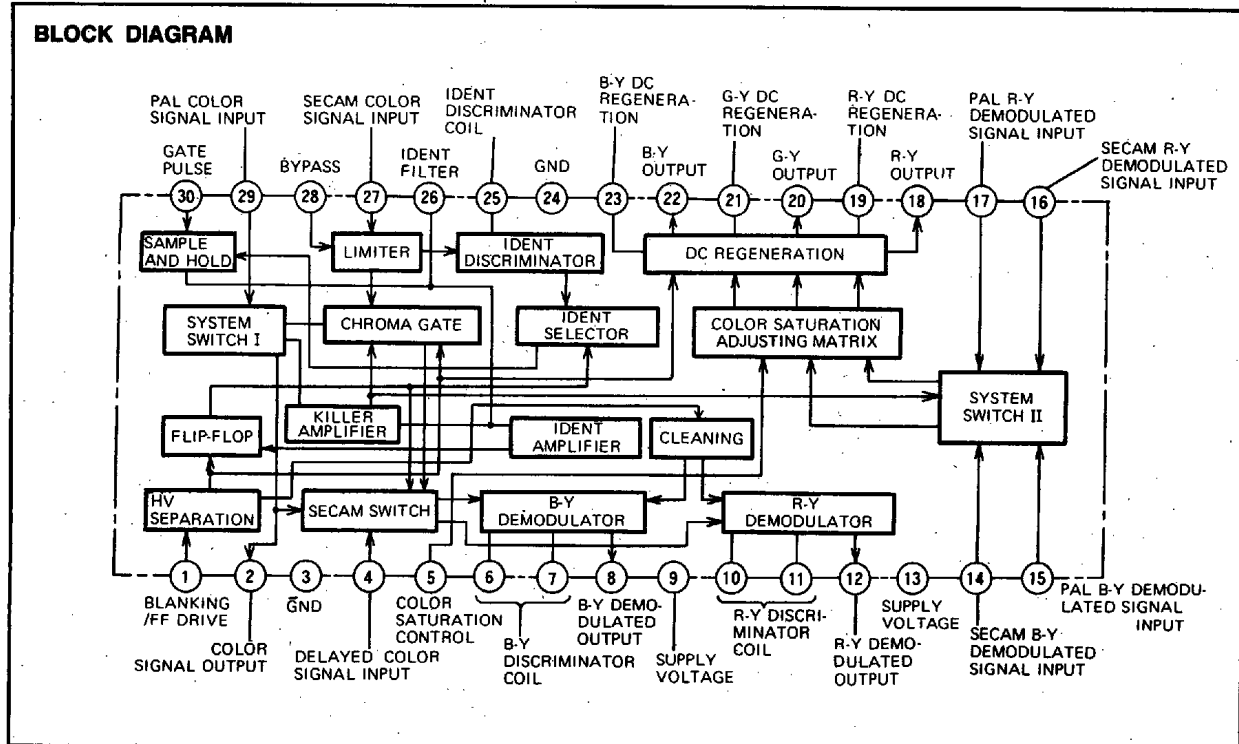 BLOCK DIAGRAM
PAL COLOR
SIGNAL INPUT
SECAM COLOR
SIGNAL INPUT
IDENT
DISCRIMINATOR
COIL
B-Y DC
REGENERA-
TION
G-Y DC
REGENERA-
TION
R-Y DC
REGENERA-
TION
PAL R-Y
DEMODULATED
SIGNAL INPUT
SECAM R-Y
DEMODULATED
SIGNAL INPUT
GATE
PULSE
BYPASS
IDENT
FILTER
GND
B-Y
OUTPUT
G-Y
OUTPUT
R-Y
OUTPUT
30 29 28 27 26 25 24 23 22 21 20 19 18 17 16
SAMPLE
AND HOLD
LIMITER
IDENT
DISCRIMINATOR
DC REGENERATION
SYSTEM
SWITCH I
CHROMA GATE
IDENT
SELECTOR
COLOR SATURATION
ADJUSTING MATRIX
SYSTEM
SWITCH II
FLIP-FLOP
KILLER
AMPLIFIER
IDENT
AMPLIFIER
CLEANING
HV
SEPARATION
SECAM SWITCH
B-Y
DEMODULATOR
R-Y
DEMODULATOR
1 2 3 4 5 6 7 8 9 10 11 12 13 14 15
BLANKING
/FF DRIVE
COLOR
SIGNAL OUTPUT
GND
DELAYED COLOR
SIGNAL INPUT
COLOR
SATURATION
CONTROL
B-Y
DISCRIMINATOR
COIL
B-Y DEMO-
DULATED
OUTPUT
SUPPLY
VOLTAGE
R-Y DISCRI-
MINATOR
COIL
R-Y DEMO-
DULATED
OUTPUT
SUPPLY
VOLTAGE
SECAM B-Y
DEMODULATED
SIGNAL INPUT
PAL B-Y DEMODU-
LATED SIGNAL
INPUT